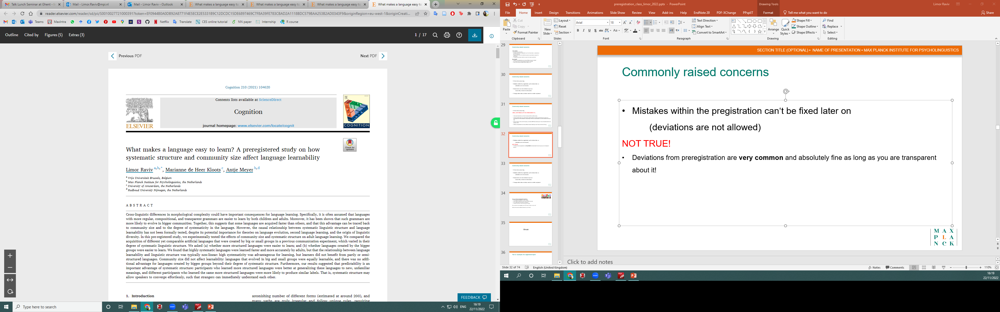 Talk Lunch Seminar at Ghent - li
Mail - Limor.Raviv@mpi.nl
Mail - Limor Raviv - Outlook
What makes a language easy to
What makes a language easy to
What makes a language easy to
What makes a language easy to
reader.elsevier.com/reader/sd/pii/S0010027721000391?token=EF0944B0A0DB92A8771F4E5ECE2E5331B9C12DCDC15DE6897469C7F8A39FE783CBAD2A1118BDC579BAA253B2AD0343F9&originRegion=eu-west-1&originCreati...
Teams MaxIntra Netflix Translate CES online tutorial NN paper Internship R course
Outline Cited by Figures (5) Extras (3) 1 / 17
Previous PDF Next PDF
Cognition 210 (2021) 104620
Contents lists available at ScienceDirect
Cognition
journal homepage: www.elsevier.com/locate/cognit
ELSEVIER
COGNITION
Check for
updates
What makes a language easy to learn? A preregistered study on how
systematic structure and community size affect language learnability
Limor Raviv a,b,*, Marianne de Heer Kloots c, Antje Meyer b,d
a Vrije Universiteit Brussels, Belgium
b Max Planck Institute for Psycholinguistics, the Netherlands
c University of Amsterdam, the Netherlands
d Radboud University Nijmegen, the Netherlands
A B S T R A C T
Cross-linguistic differences in morphological complexity could have important consequences for language learning. Specifically, it is often assumed that languages
with more regular, compositional, and transparent grammars are easier to learn by both children and adults. Moreover, it has been shown that such grammars are
more likely to evolve in bigger communities. Together, this suggests that some languages are acquired faster than others, and that this advantage can be traced back
to community size and to the degree of systematicity in the language. However, the causal relationship between systematic linguistic structure and language
learnability has not been formally tested, despite its potential importance for theories on language evolution, second language learning, and the origin of linguistic
diversity. In this pre-registered study, we experimentally tested the effects of community size and systematic structure on adult language learning. We compared the
acquisition of different yet comparable artificial languages that were created by big or small groups in a previous communication experiment, which varied in their
degree of systematic linguistic structure. We asked (a) whether more structured languages were easier to learn; and (b) whether languages created by the bigger
groups were easier to learn. We found that highly systematic languages were learned faster and more accurately by adults, but that the relationship between language
learnability and linguistic structure was typically non-linear: high systematicity was advantageous for learning, but learners did not benefit from partly or semi-
structured languages. Community size did not affect learnability: languages that evolved in big and small groups were equally learnable, and there was no addi-
tional advantage for languages created by bigger groups beyond their degree of systematic structure. Furthermore, our results suggested that predictability is an
important advantage of systematic structure: participants who learned more structured languages were better at generalizing these languages to new, unfamiliar
meanings, and different participants who learned the same more structured languages were more likely to produce similar labels. That is, systematic structure may
allow speakers to converge effortlessly, such that strangers can immediately understand each other.
1. Introduction
astonishing number of different forms (estimated at around 200), and
many verbs are truly irregular and follow unique rules, requiring
FEEDBACK
Type here to search
ENG
16:19
22/11/2022
preregistration_class_limor_2022.pptx - PowerPoint
Drawing Tools
Limor Raviv
File Home Insert Design Transitions Animations Slide Show Review View Add-ins Help EndNote 20 PDF-XChange PPspliT Format Tell me what you want to do Share
Cut
Copy
Format Painter
Paste
Clipboard
New
Slide
Layout
Reset
Section
Slides
Arial 18
Font
Paragraph
Text Direction
Align Text
Convert to SmartArt
Arrange
Quick
Styles
Shape Fill
Shape Outline
Shape Effects
Drawing
Find
Replace
Select
Editing
29
Commonly raised concerns
30
Commonly raised concerns
31
Commonly raised concerns
32
Commonly raised concerns
33
Commonly raised concerns
34
35
Break
36
SECTION TITLE (OPTIONAL) • NAME OF PRESENTATION • MAX PLANCK INSTITUTE FOR PSYCHOLINGUISTICS
Commonly raised concerns
• Mistakes within the pregistration can‘t be fixed later on
(deviations are not allowed)
NOT TRUE!
• Deviations from preregistration are very common and absolutely fine as long as you are transparent
about it!
M A X
P L A
N C K
Click to add notes
Slide 32 of 74 English (United Kingdom) Notes Comments 110%
16:19
22/11/2022